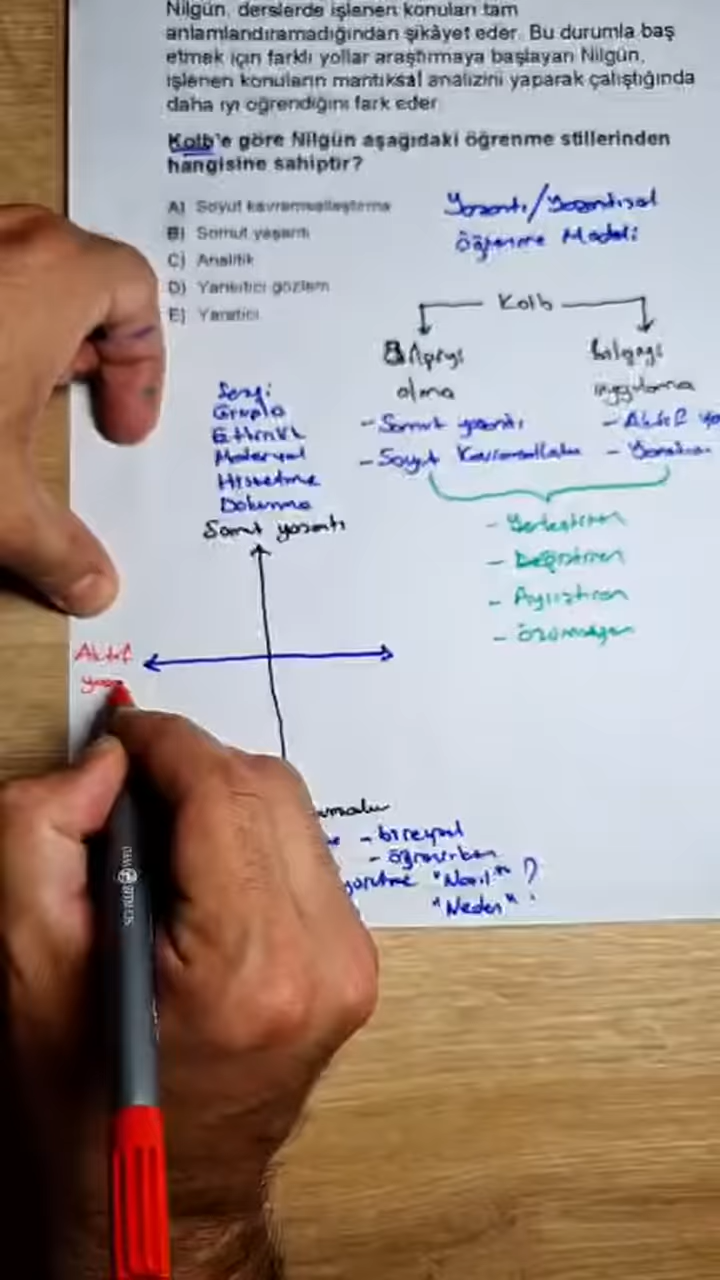 Nilgün, derslerde işlenen konuları tam
anlamlandıramadığından şikâyet eder. Bu durumla baş
etmek için farklı yollar araştırmaya başlayan Nilgün,
işlenen konuların mantıksal analizini yaparak çalıştığında
daha iyi öğrendiğini fark eder
Kolb'e göre Nilgün aşağıdaki öğrenme stillerinden
hangisine sahiptir?
A) Soyut kavramsallaştırma
B) Somut yaşantı
C) Analitik
D) Yansıtıcı gözlem
E) Yaratıcı
Yaşantı/Yaşantısal
Öğrenme Modeli
Kolb
Bilgiyi
alma
bilgiyi
uygulama
- Somut yaşantı
- Soyut Kavramsallaştı
- Aktif ya
- Yansıtıcı
- Yerleştiren
- Değiştiren
- Ayrıştıran
- Özümseyen
Sezgi
Grupla
Etkinlik
Materyal
Hissetme
Dokunma
Somut yaşantı
Aktif
yaş
- bireysel
"Nasıl" ?
"Neden"